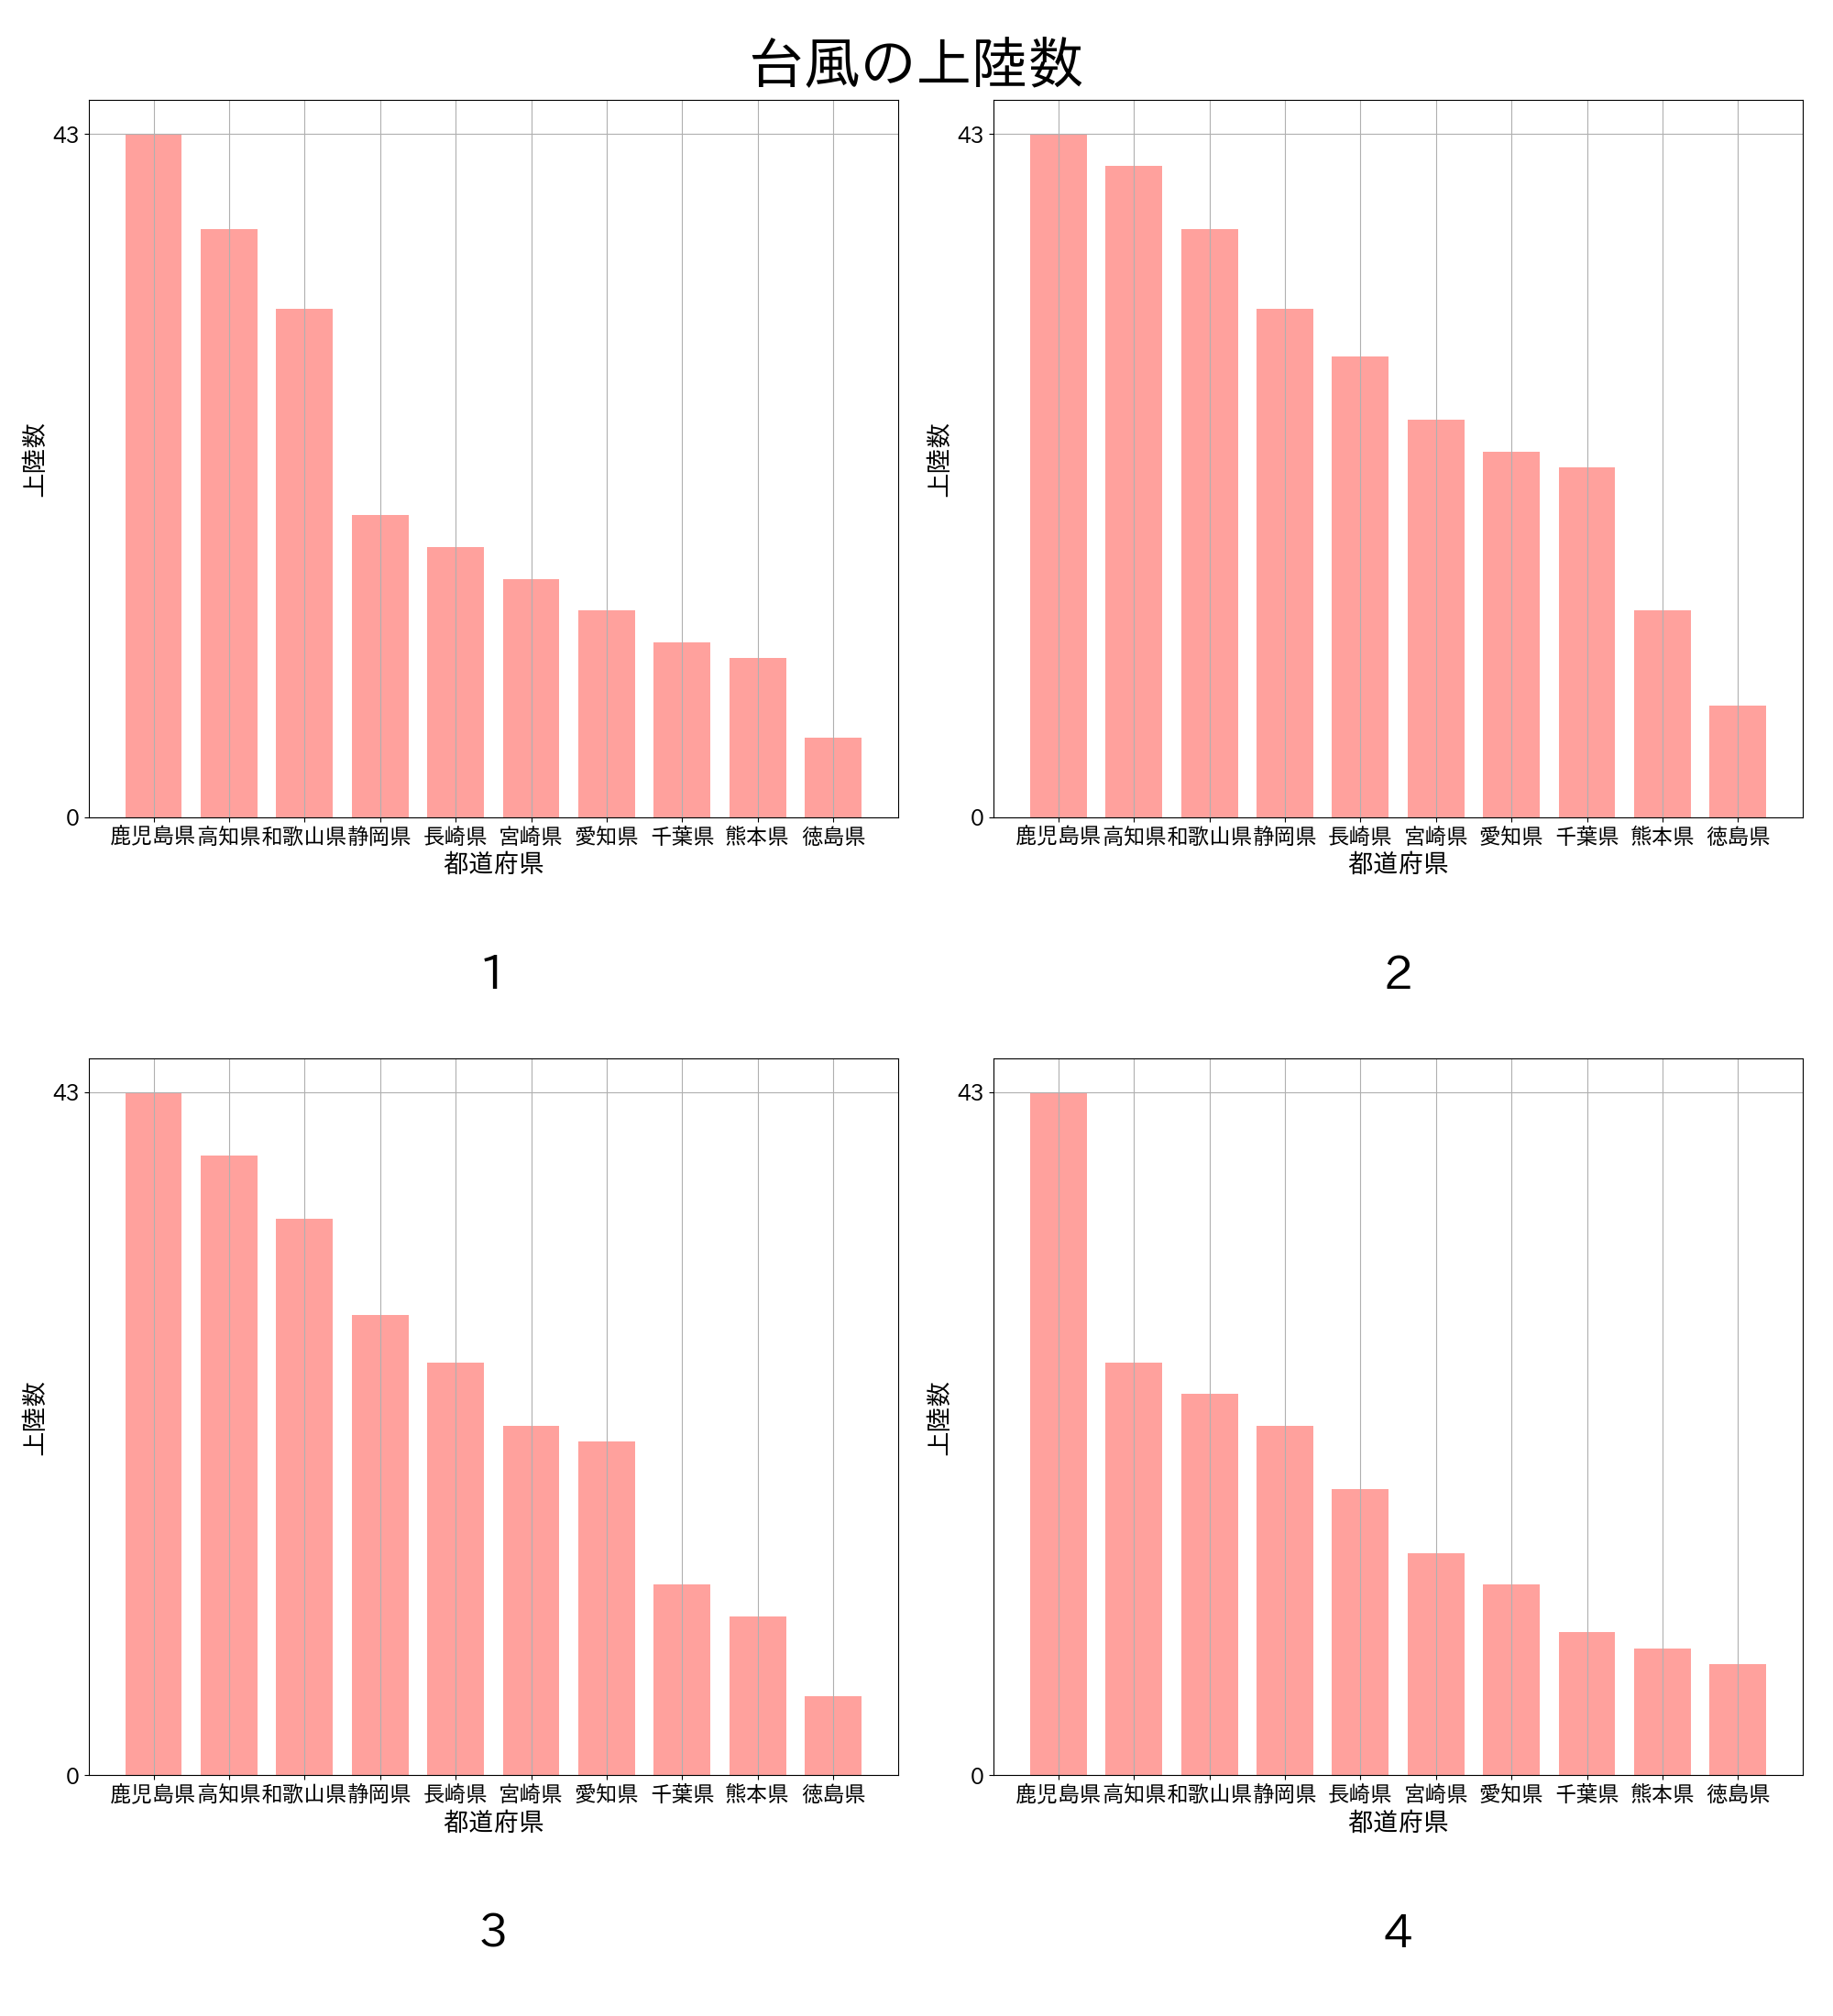 台風の上陸数
43
0
上陸数
鹿児島県 高知県 和歌山県 静岡県 長崎県 宮崎県 愛知県 千葉県 熊本県 徳島県
都道府県
1
43
0
上陸数
鹿児島県 高知県 和歌山県 静岡県 長崎県 宮崎県 愛知県 千葉県 熊本県 徳島県
都道府県
2
43
0
上陸数
鹿児島県 高知県 和歌山県 静岡県 長崎県 宮崎県 愛知県 千葉県 熊本県 徳島県
都道府県
3
43
0
上陸数
鹿児島県 高知県 和歌山県 静岡県 長崎県 宮崎県 愛知県 千葉県 熊本県 徳島県
都道府県
4